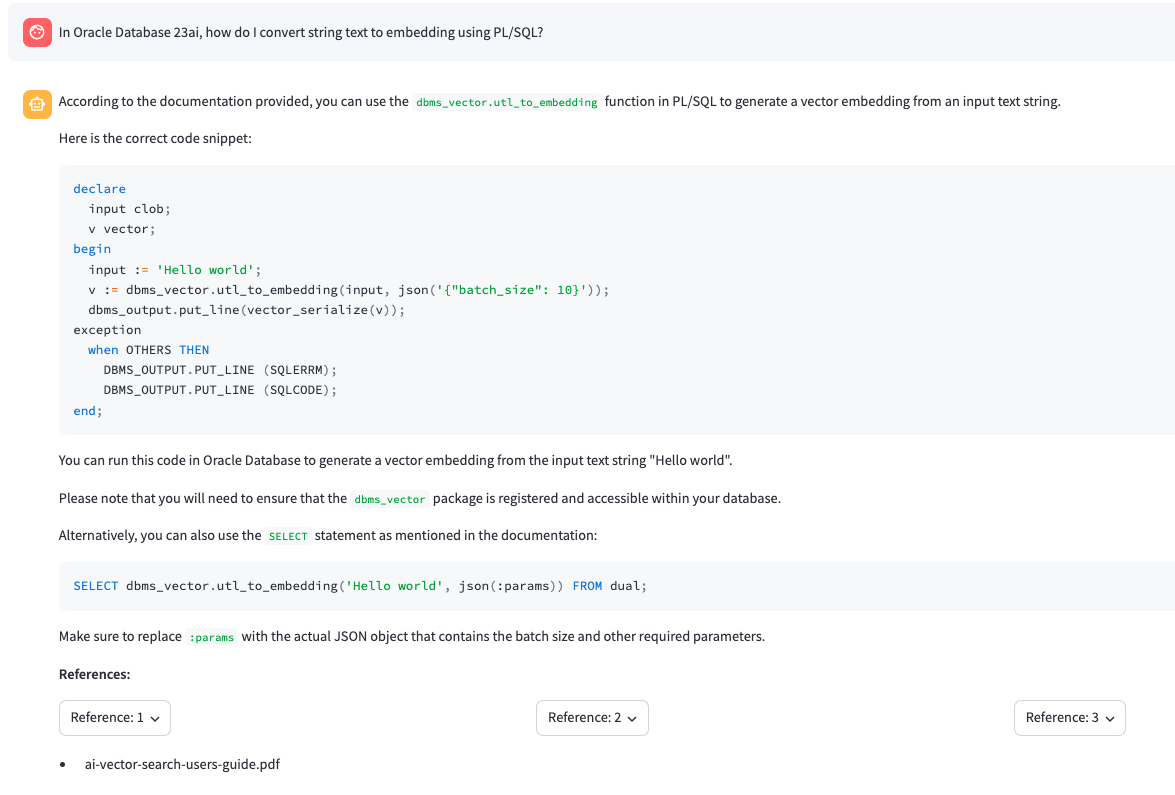 In Oracle Database 23ai, how do I convert string text to embedding using PL/SQL?
According to the documentation provided, you can use the dbms_vector.utl_to_embedding function in PL/SQL to generate a vector embedding from an input text string.
Here is the correct code snippet:
declare
  input clob;
  v vector;
begin
  input := 'Hello world';
  v := dbms_vector.utl_to_embedding(input, json('{"batch_size": 10}'));
  dbms_output.put_line(vector_serialize(v));
exception
  when OTHERS THEN
    DBMS_OUTPUT.PUT_LINE (SQLERRM);
    DBMS_OUTPUT.PUT_LINE (SQLCODE);
end;
You can run this code in Oracle Database to generate a vector embedding from the input text string "Hello world".
Please note that you will need to ensure that the dbms_vector package is registered and accessible within your database.
Alternatively, you can also use the SELECT statement as mentioned in the documentation:
SELECT dbms_vector.utl_to_embedding('Hello world', json(:params)) FROM dual;
Make sure to replace :params with the actual JSON object that contains the batch size and other required parameters.
References:
Reference: 1 Reference: 2 Reference: 3
• ai-vector-search-users-guide.pdf